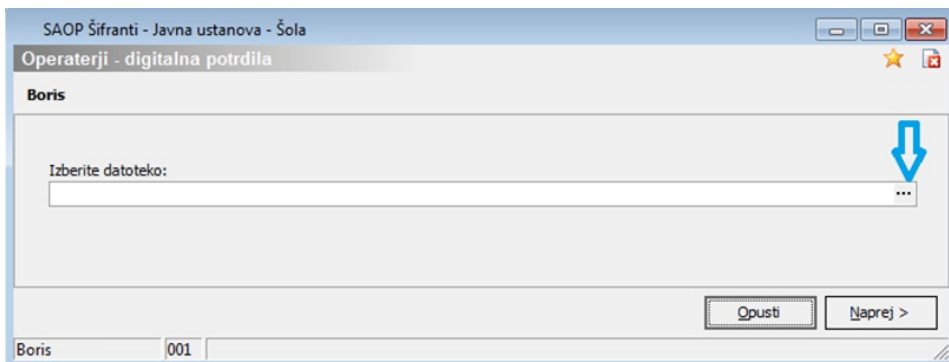 SAOP Šifranti - Javna ustanova - Šola
Operaterji - digitalna potrdila
Boris
Izberite datoteko:
...
Opusti
Naprej >
Boris 001